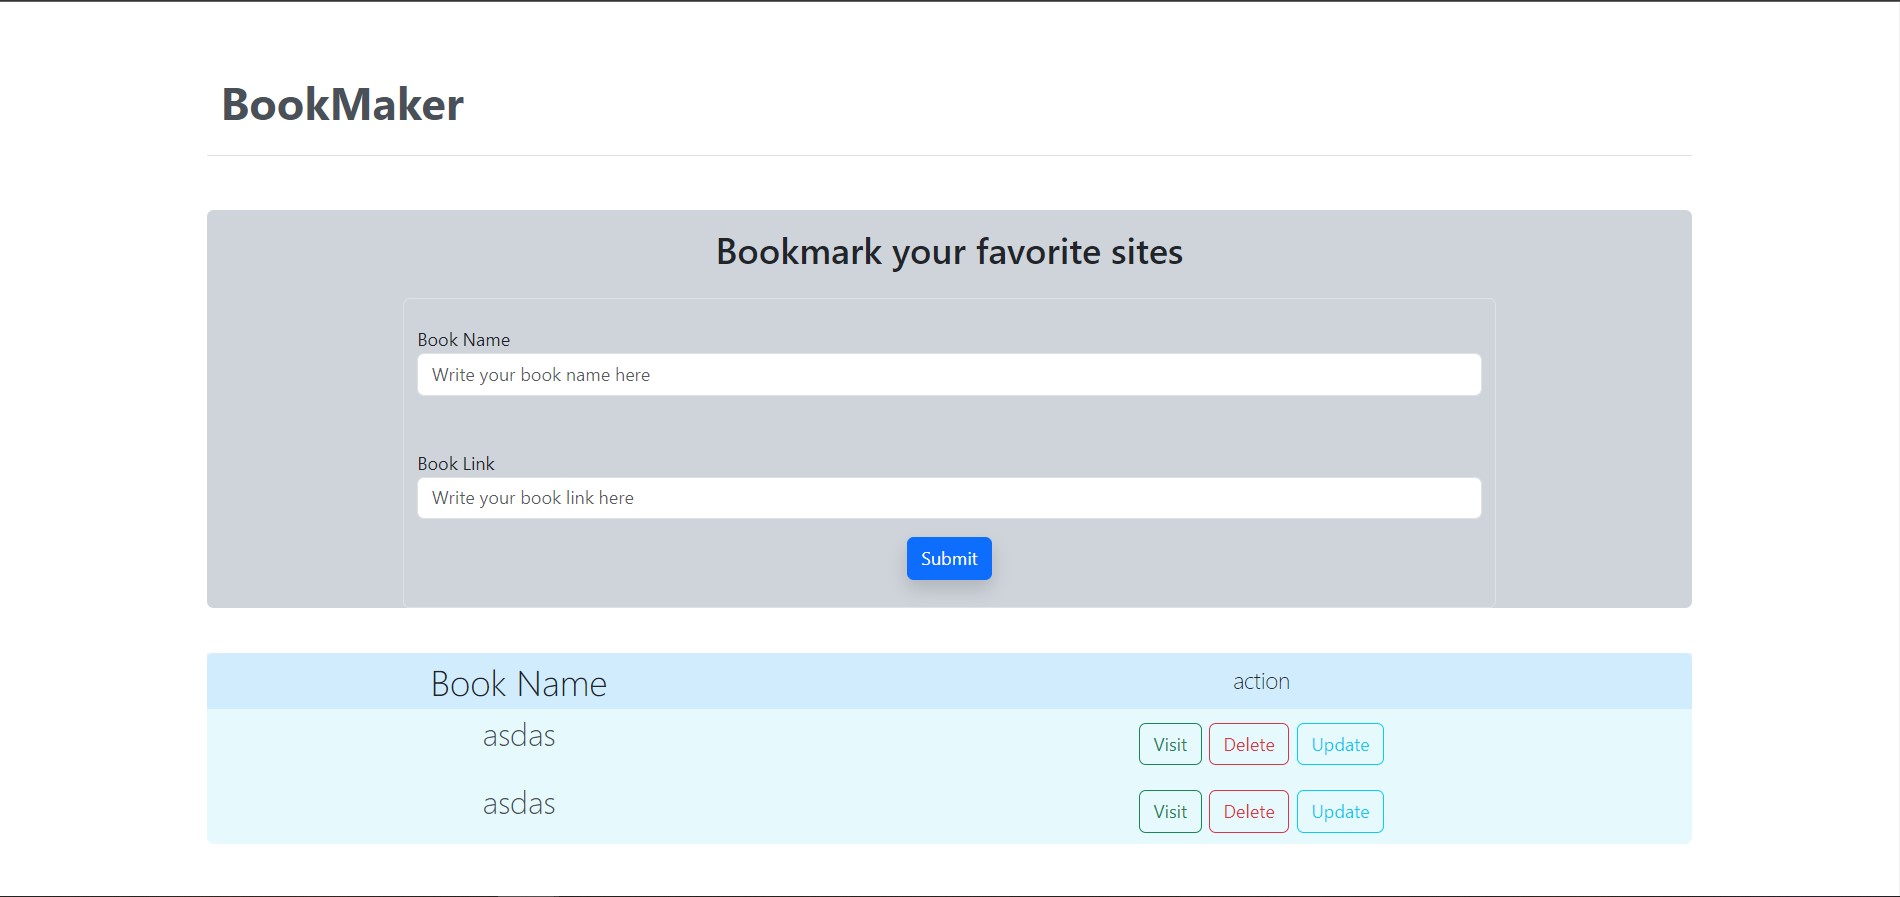 BookMaker
Bookmark your favorite sites
Book Name
Write your book name here
Book Link
Write your book link here
Submit
Book Name action
asdas Visit Delete Update
asdas Visit Delete Update